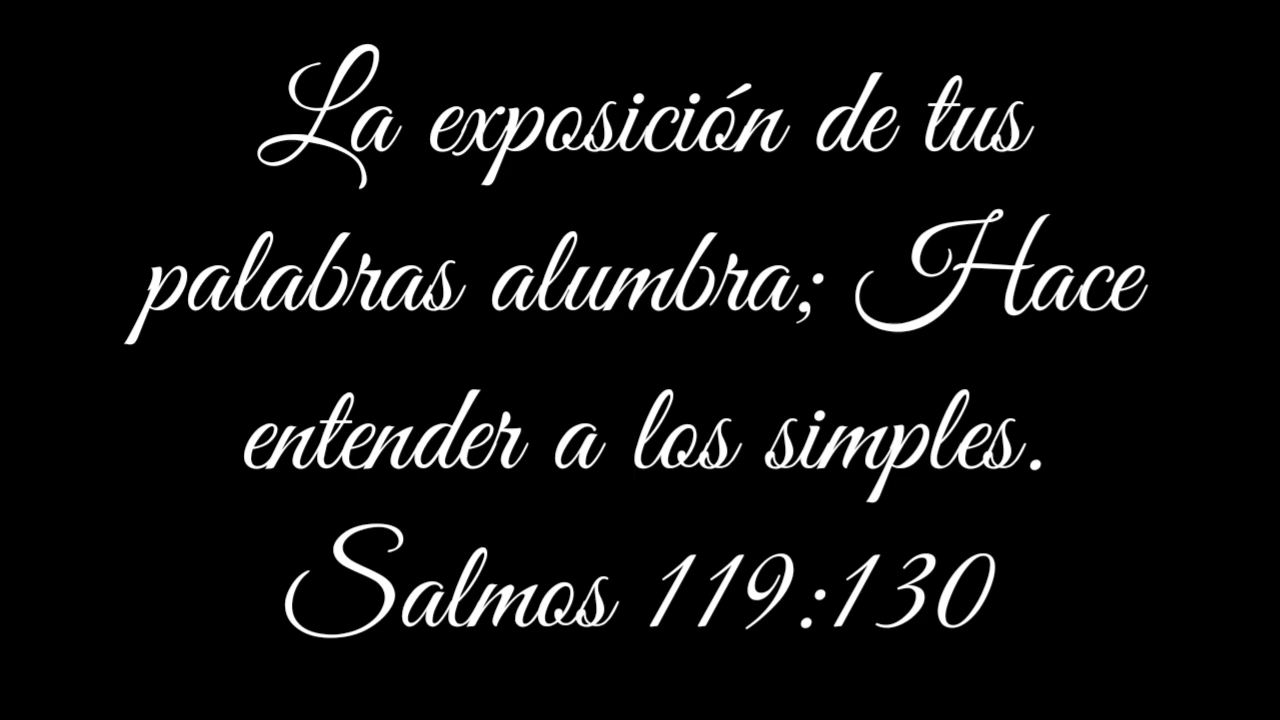 La exposición de tus
palabras alumbra; Hace
entender a los simples.
Salmos 119:130